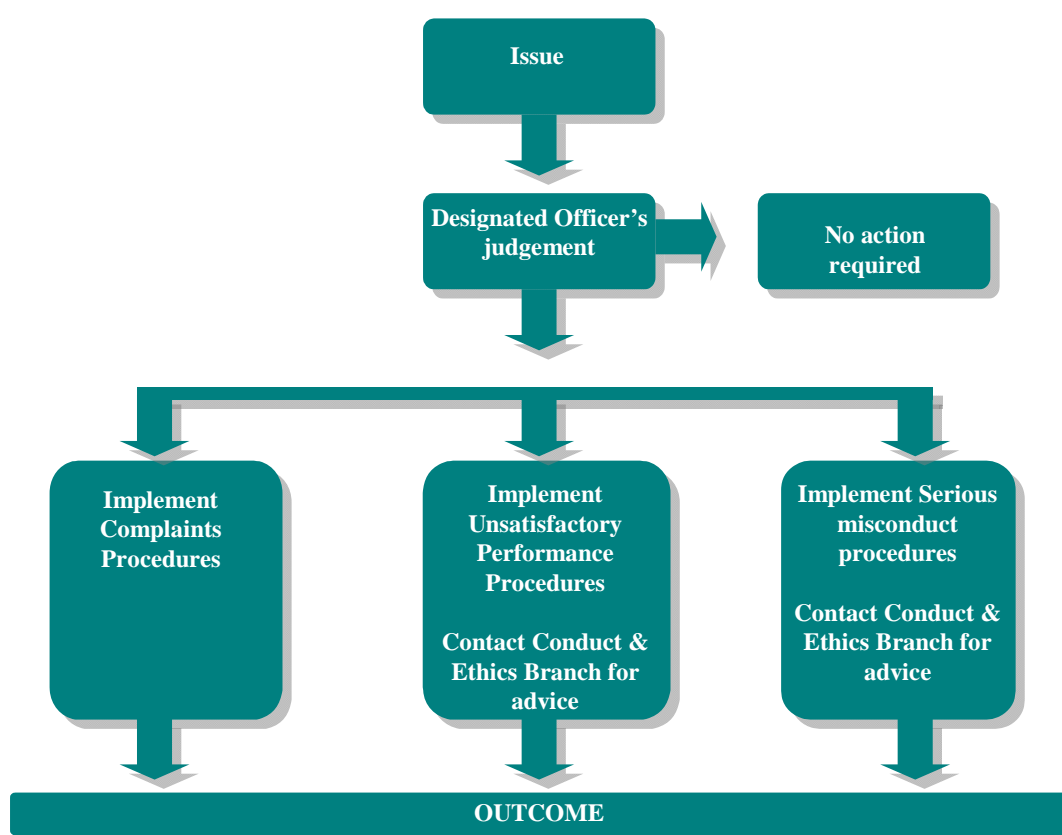 Issue
Designated Officer’s
judgement
No action
required
Implement
Complaints
Procedures
Implement
Unsatisfactory
Performance
Procedures
Contact Conduct &
Ethics Branch for
advice
Implement Serious
misconduct
procedures
Contact Conduct &
Ethics Branch for
advice
OUTCOME